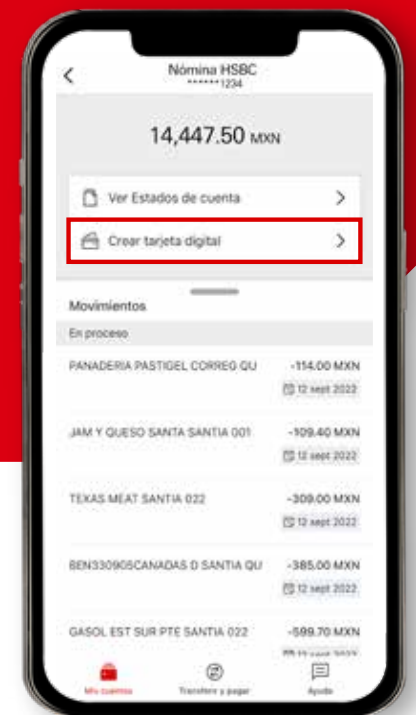 Nómina HSBC
******1234
14,447.50 MXN
Ver Estados de cuenta
Crear tarjeta digital
Movimientos
En proceso
PANADERIA PASTIGEL CORREG QU -114.00 MXN
12 sept 2022
JAM Y QUESO SANTA SANTIA 001 -109.40 MXN
12 sept 2022
TEXAS MEAT SANTIA 022 -309.00 MXN
12 sept 2022
BEN330905CANADAS D SANTIA QU -385.00 MXN
12 sept 2022
GASOL EST SUR PTE SANTIA 022 -599.70 MXN
Mis cuentas Transferir y pagar Ayuda